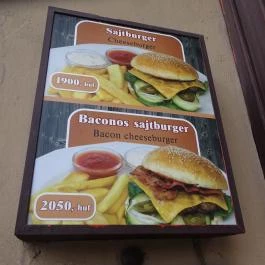 Sajtburger
Cheeseburger
1900,-huf
Baconos sajtburger
Bacon cheeseburger
2050,-huf